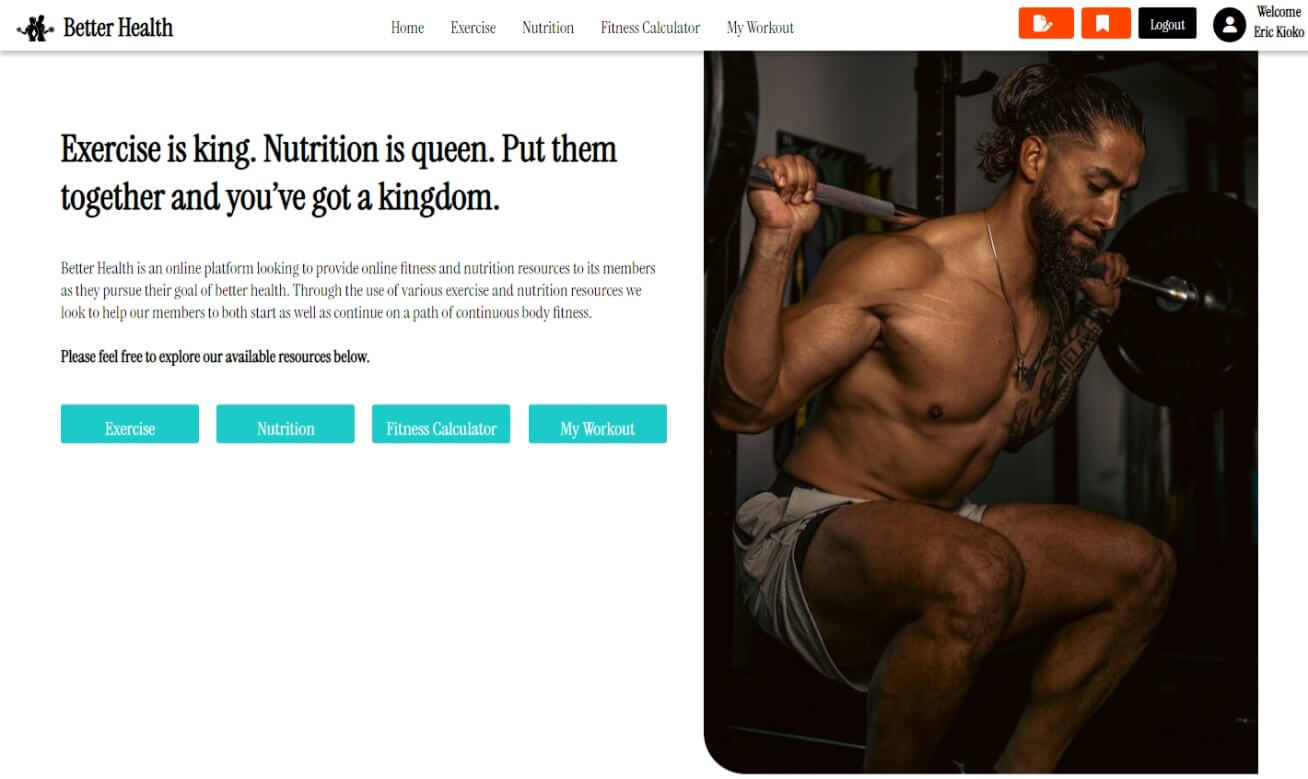 Better Health
Home
Exercise
Nutrition
Fitness Calculator
My Workout
Logout
Welcome
Eric Kioko
Exercise is king. Nutrition is queen. Put them
together and you've got a kingdom.
Better Health is an online platform looking to provide online fitness and nutrition resources to its members
as they pursue their goal of better health. Through the use of various exercise and nutrition resources we
look to help our members to both start as well as continue on a path of continuous body fitness.
Please feel free to explore our available resources below.
Exercise
Nutrition
Fitness Calculator
My Workout